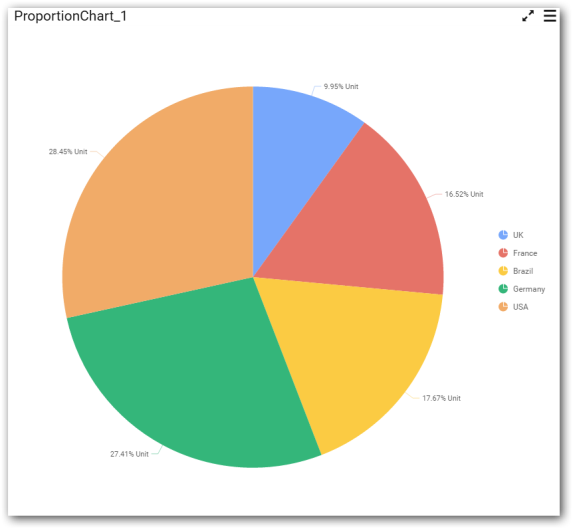 ProportionChart_1
9.95% Unit
28.45% Unit
16.52% Unit
UK
France
Brazil
Germany
USA
17.67% Unit
27.41% Unit